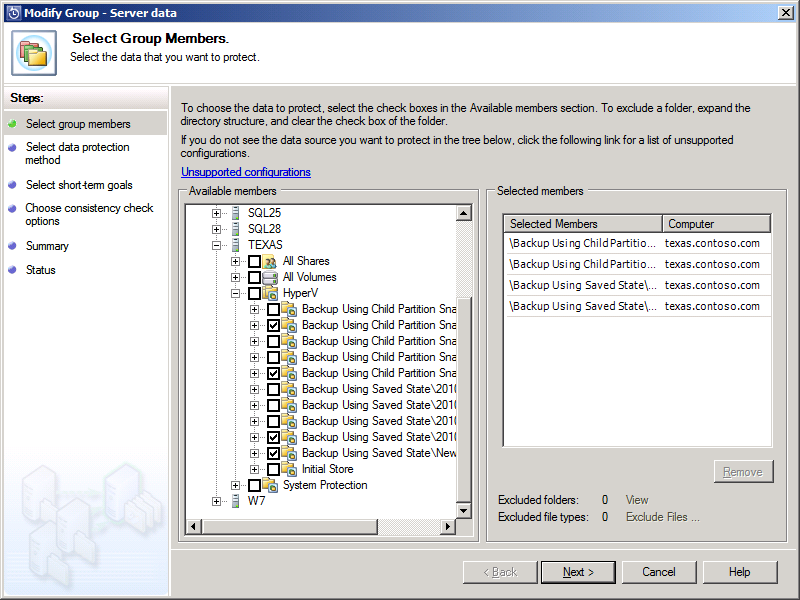 Modify Group - Server data
Select Group Members.
Select the data that you want to protect.
Steps:
Select group members
Select data protection
method
Select short-term goals
Choose consistency check
options
Summary
Status
To choose the data to protect, select the check boxes in the Available members section. To exclude a folder, expand the
directory structure, and clear the check box of the folder.
If you do not see the data source you want to protect in the tree below, click the following link for a list of unsupported
configurations.
Unsupported configurations
Available members
SQL25
SQL28
TEXAS
All Shares
All Volumes
HyperV
Backup Using Child Partition Sna
Backup Using Child Partition Sna
Backup Using Child Partition Sna
Backup Using Child Partition Sna
Backup Using Child Partition Sna
Backup Using Saved State\2010
Backup Using Saved State\2010
Backup Using Saved State\2010
Backup Using Saved State\2010
Backup Using Saved State\New
Initial Store
System Protection
W7
Selected members
Selected Members Computer
\Backup Using Child Partitio... texas.contoso.com
\Backup Using Child Partitio... texas.contoso.com
\Backup Using Saved State\... texas.contoso.com
\Backup Using Saved State\... texas.contoso.com
Remove
Excluded folders: 0 View
Excluded file types: 0 Exclude Files ...
< Back Next > Cancel Help